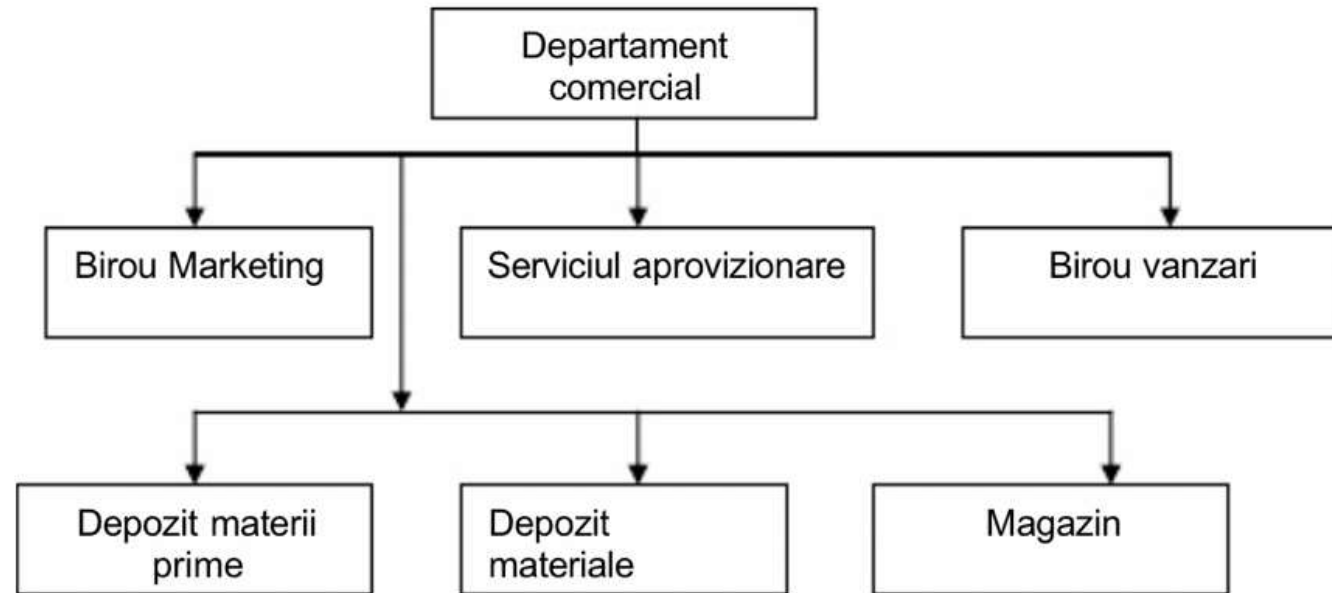 Departament
comercial
Birou Marketing
Serviciul aprovizionare
Birou vanzari
Depozit materii
prime
Depozit
materiale
Magazin